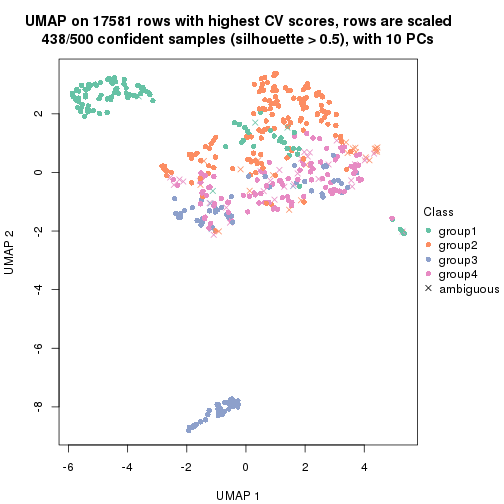 UMAP on 17581 rows with highest CV scores, rows are scaled
438/500 confident samples (silhouette > 0.5), with 10 PCs
2
0
-2
-4
-6
-8
UMAP 2
Class
group1
group2
group3
group4
ambiguous
-6 -4 -2 0 2 4
UMAP 1